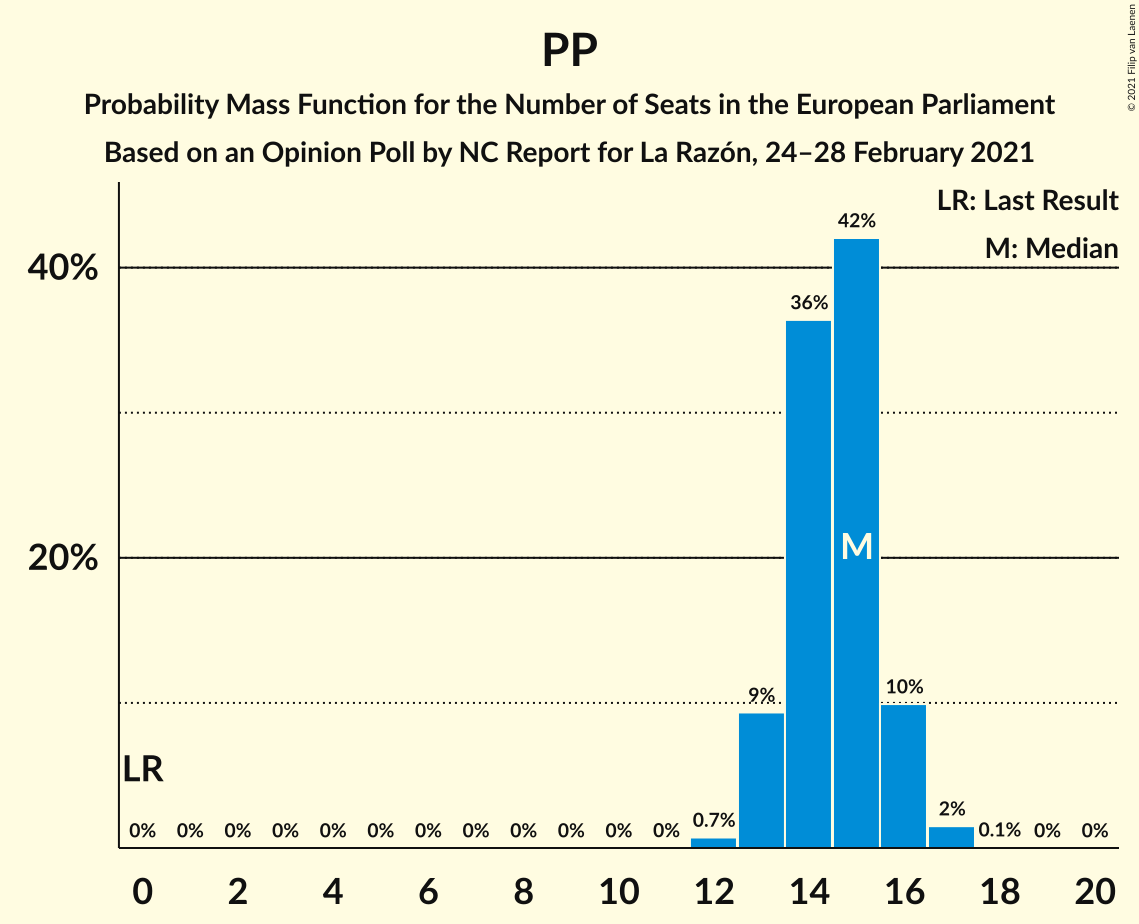 © 2021 Filip van Laenen
PP
Probability Mass Function for the Number of Seats in the European Parliament
Based on an Opinion Poll by NC Report for La Razón, 24–28 February 2021
LR: Last Result
M: Median
42%
40%
36%
20%
M
10%
9%
LR
2%
0% 0% 0% 0% 0% 0% 0% 0% 0% 0% 0% 0% 0.7% 0.1% 0% 0%
0 2 4 6 8 10 12 14 16 18 20